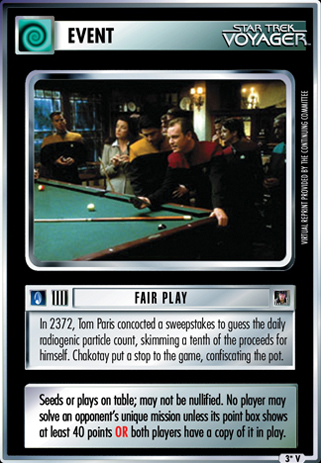 EVENT
STAR TREK
VOYAGER
VIRTUAL REPRINT PROVIDED BY THE CONTINUING COMMITTEE
FAIR PLAY
In 2372, Tom Paris concocted a sweepstakes to guess the daily
radiogenic particle count, skimming a tenth of the proceeds for
himself. Chakotay put a stop to the game, confiscating the pot.
Seeds or plays on table; may not be nullified. No player may
solve an opponent's unique mission unless its point box shows
at least 40 points OR both players have a copy of it in play.
3* V